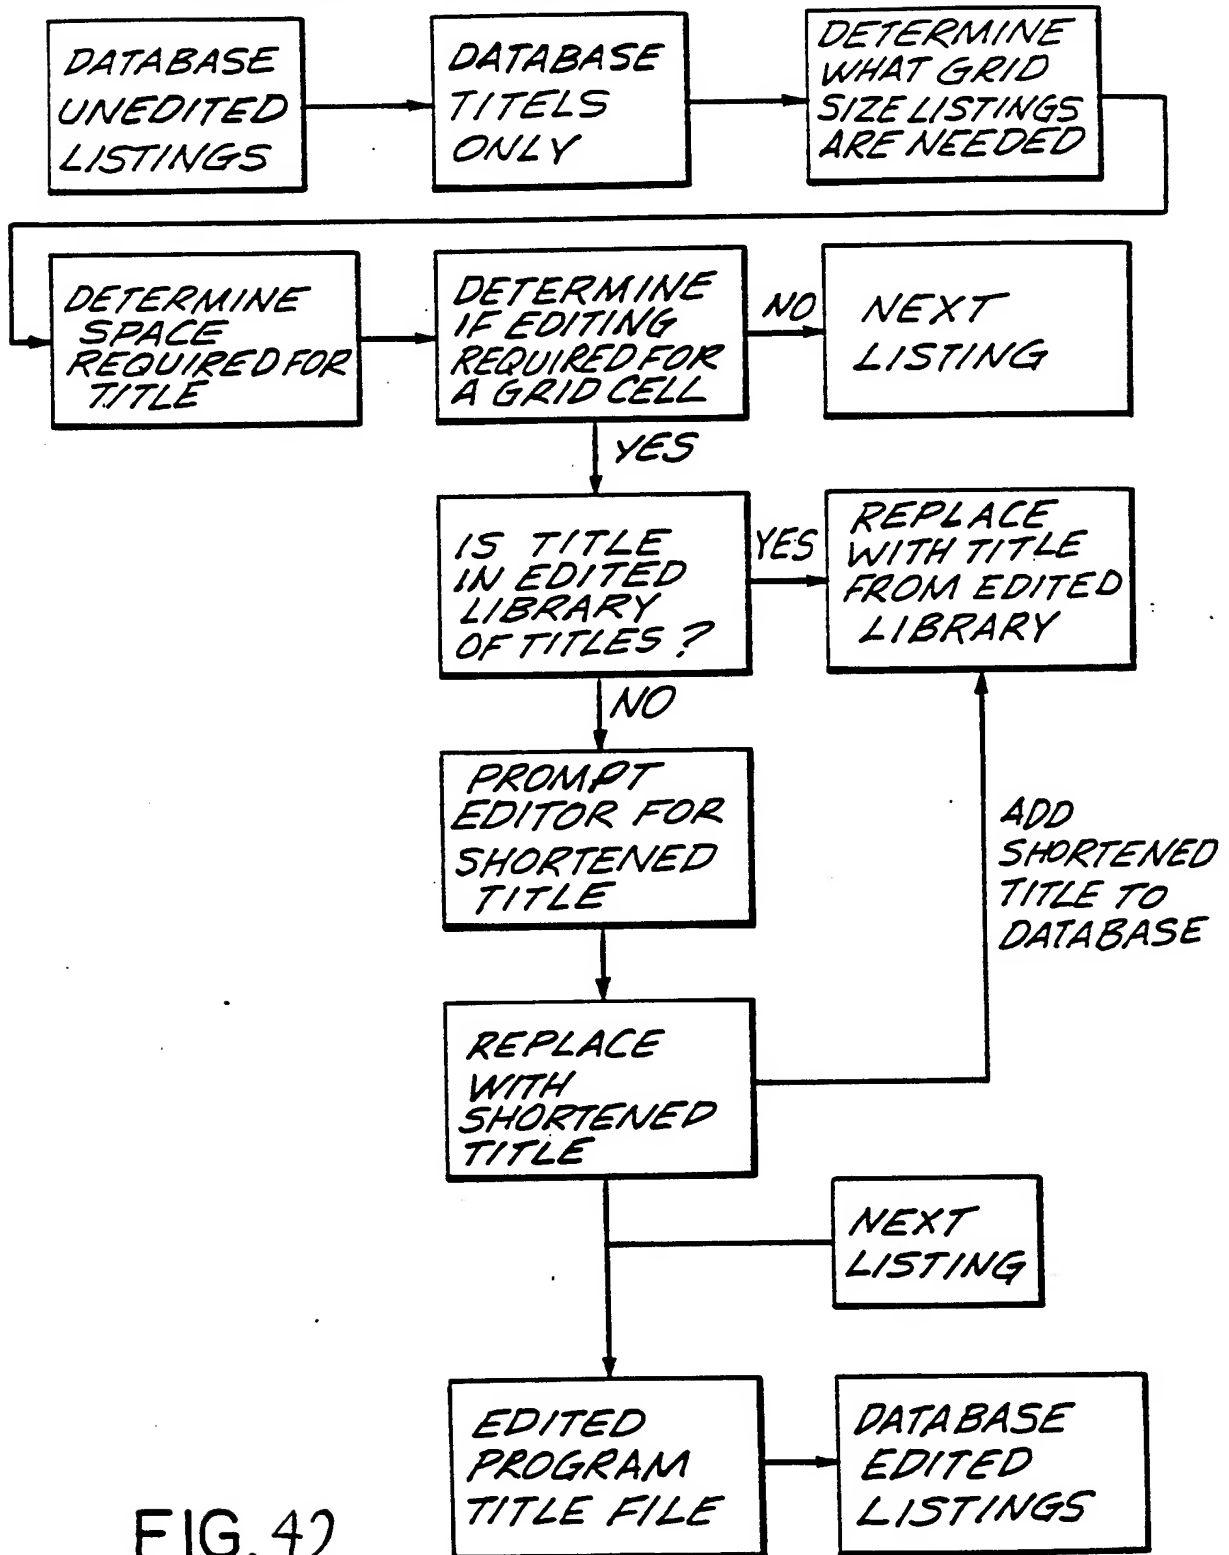 DATABASE
UNEDITED
LISTINGS
DATABASE
TITELS
ONLY
DETERMINE
WHAT GRID
SIZE LISTINGS
ARE NEEDED
DETERMINE
SPACE
REQUIRED FOR
TITLE
DETERMINE
IF EDITING
REQUIRED FOR
A GRID CELL
NO
NEXT
LISTING
YES
IS TITLE
IN EDITED
LIBRARY
OF TITLES?
YES
REPLACE
WITH TITLE
FROM EDITED
LIBRARY
NO
PROMPT
EDITOR FOR
SHORTENED
TITLE
ADD
SHORTENED
TITLE TO
DATABASE
REPLACE
WITH
SHORTENED
TITLE
NEXT
LISTING
EDITED
PROGRAM
TITLE FILE
DATABASE
EDITED
LISTINGS
FIG. 42